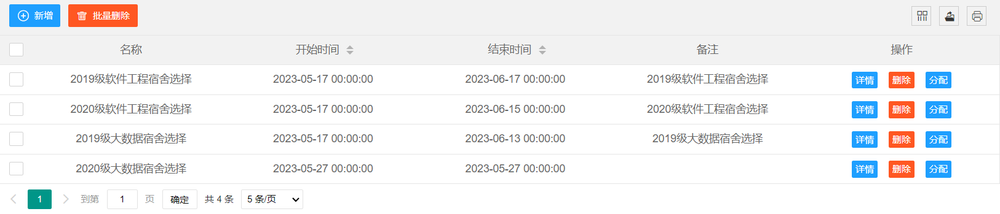 新增 批量删除
名称 开始时间 结束时间 备注 操作
2019级软件工程宿舍选择 2023-05-17 00:00:00 2023-06-17 00:00:00 2019级软件工程宿舍选择 详情 删除 分配
2020级软件工程宿舍选择 2023-05-17 00:00:00 2023-06-15 00:00:00 2020级软件工程宿舍选择 详情 删除 分配
2019级大数据宿舍选择 2023-05-17 00:00:00 2023-06-13 00:00:00 2019级大数据宿舍选择 详情 删除 分配
2020级大数据宿舍选择 2023-05-27 00:00:00 2023-05-27 00:00:00 详情 删除 分配
1 到第 1 页 确定 共 4 条 5 条/页